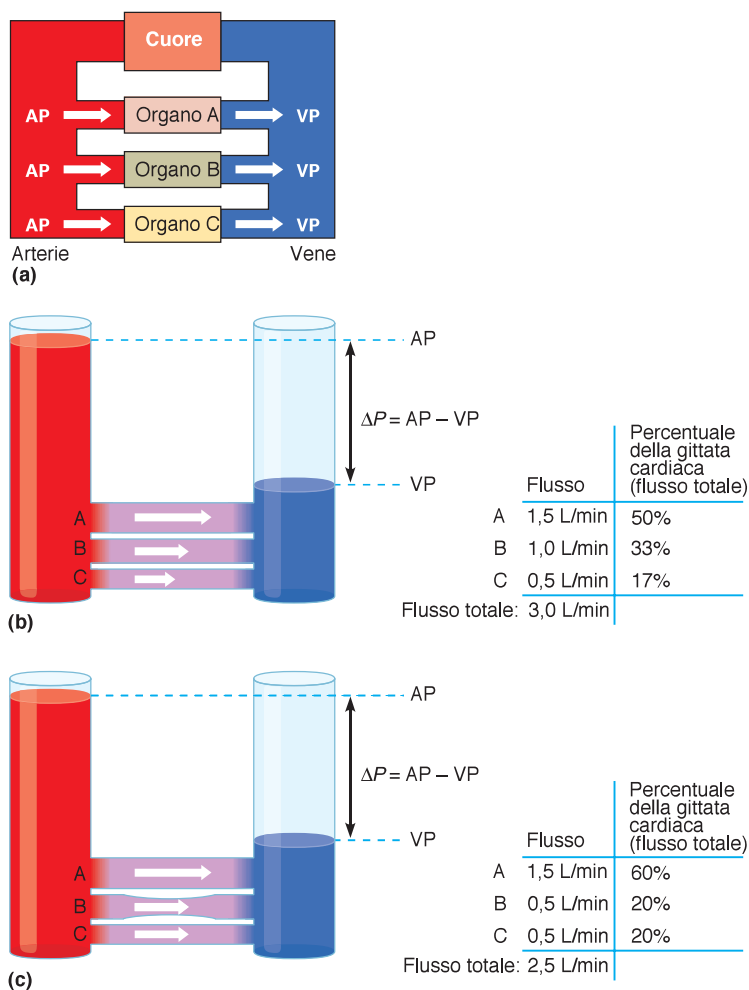 Cuore
AP Organo A VP
AP Organo B VP
AP Organo C VP
Arterie Vene
(a)
AP
ΔP = AP – VP
VP
A
B
C
Flusso
Percentuale
della gittata
cardiaca
(flusso totale)
A 1,5 L/min 50%
B 1,0 L/min 33%
C 0,5 L/min 17%
Flusso totale: 3,0 L/min
(b)
AP
ΔP = AP – VP
VP
A
B
C
Flusso
Percentuale
della gittata
cardiaca
(flusso totale)
A 1,5 L/min 60%
B 0,5 L/min 20%
C 0,5 L/min 20%
Flusso totale: 2,5 L/min
(c)